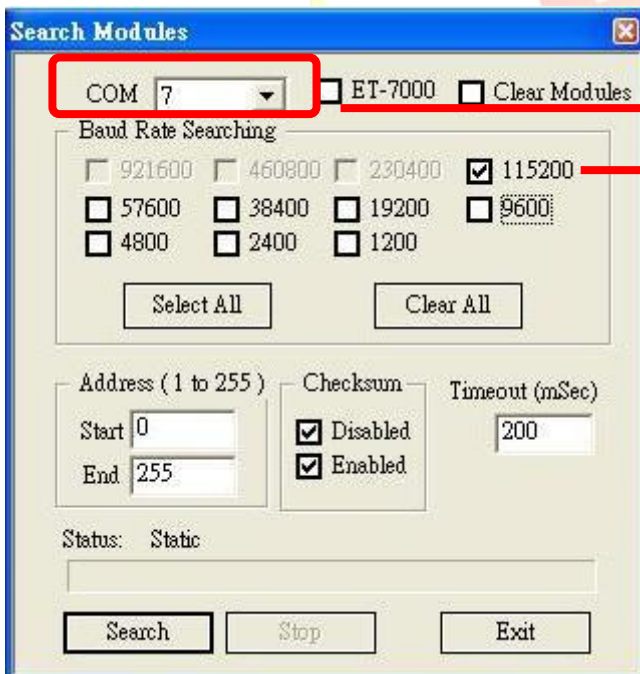 Search Modules
COM 7 ET-7000 Clear Modules
Baud Rate Searching
921600 460800 230400 115200
57600 38400 19200 9600
4800 2400 1200
Select All Clear All
Address ( 1 to 255 ) Checksum Timeout (mSec)
Start 0 Disabled 200
End 255 Enabled
Status: Static
Search Stop Exit